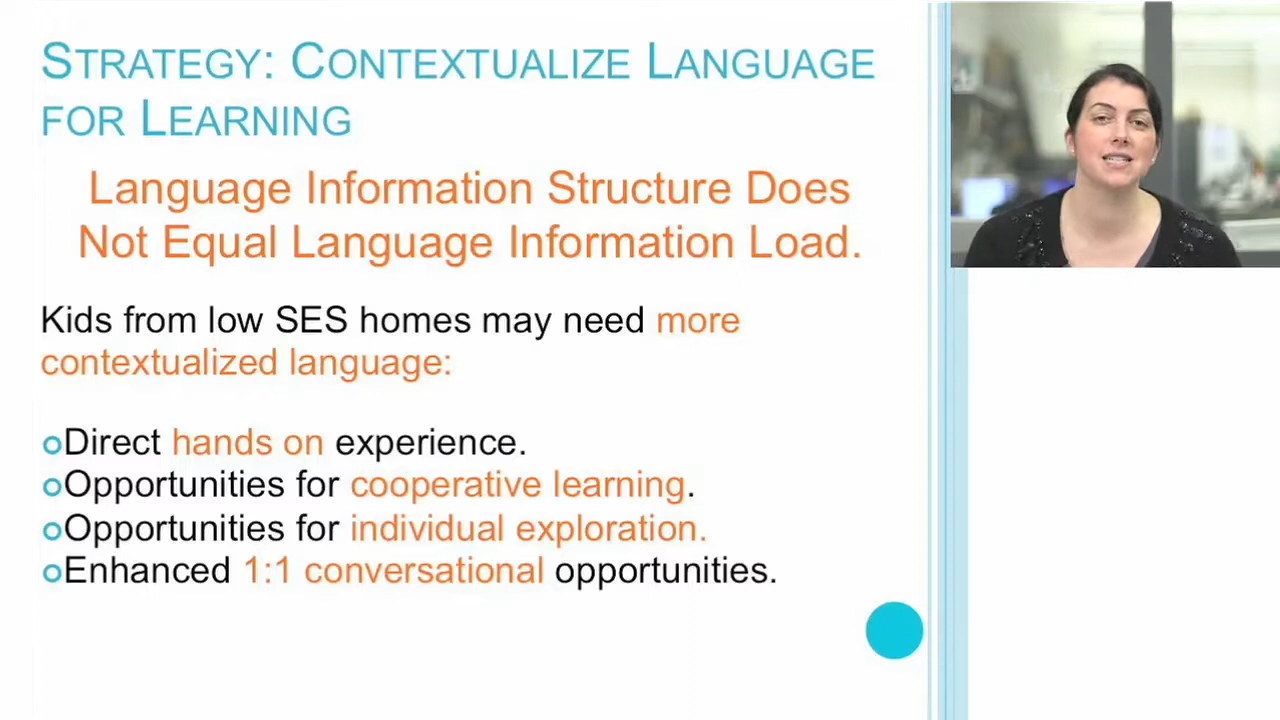 STRATEGY: CONTEXTUALIZE LANGUAGE
FOR LEARNING
Language Information Structure Does
Not Equal Language Information Load.
Kids from low SES homes may need more
contextualized language:
Direct hands on experience.
Opportunities for cooperative learning.
Opportunities for individual exploration.
Enhanced 1:1 conversational opportunities.